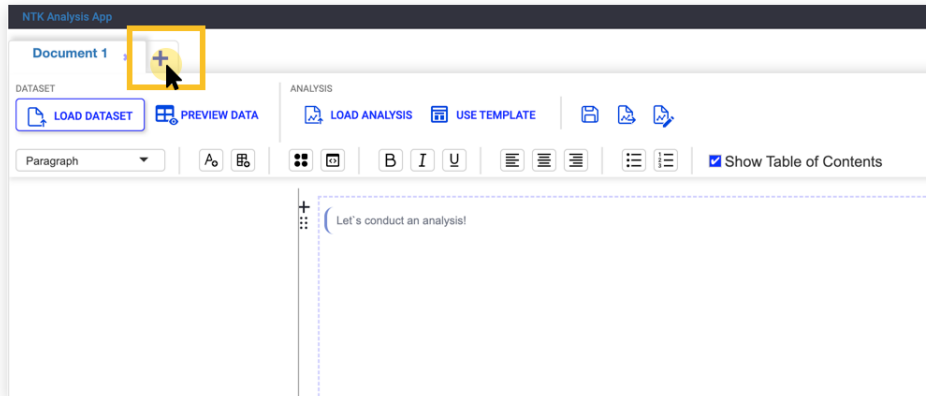 NTK Analysis App
Document 1
DATASET
ANALYSIS
LOAD DATASET
PREVIEW DATA
LOAD ANALYSIS
USE TEMPLATE
Paragraph
B I U
Show Table of Contents
Let`s conduct an analysis!